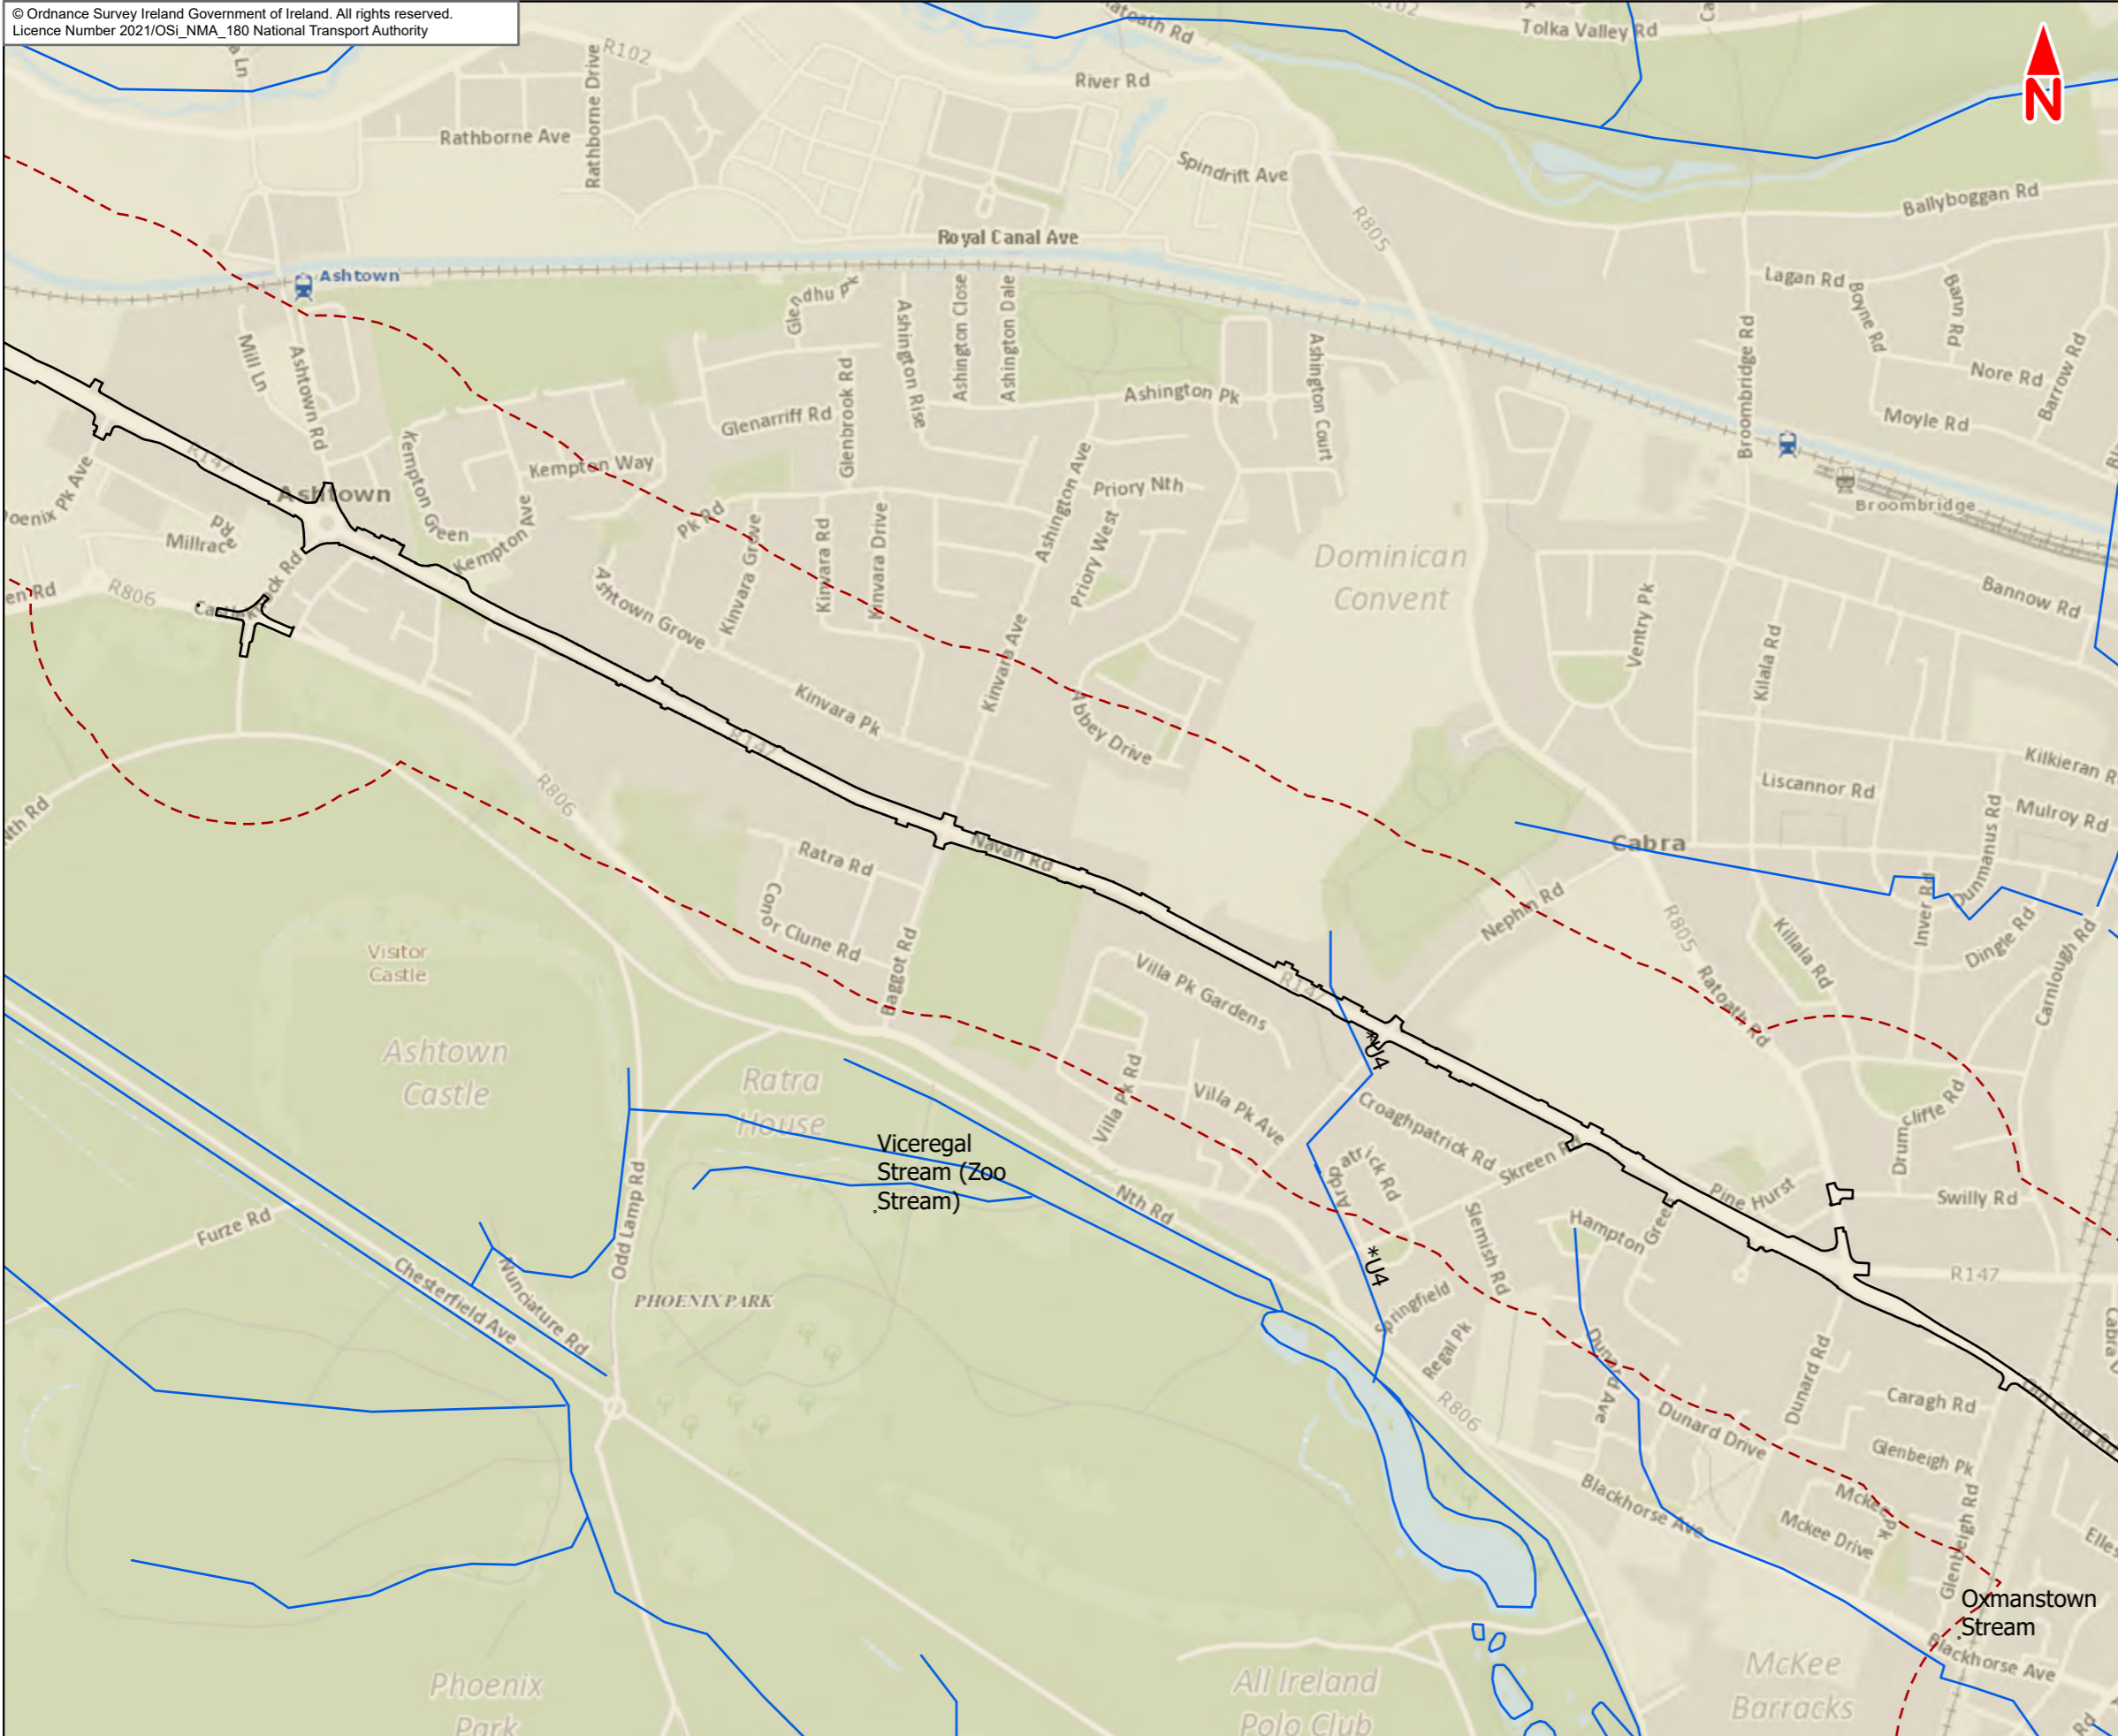 © Ordnance Survey Ireland Government of Ireland. All rights reserved.
Licence Number 2021/OSi_NMA_180 National Transport Authority
R102
R102
Tolka Valley Rd
River Rd
N
Rathborne Drive
Rathborne Ave
Spindrift Ave
Ballyboggan Rd
R805
Royal Canal Ave
Ashtown
Lagan Rd
Boyne Rd
Bann Rd
Nore Rd
Barrow Rd
Moyle Rd
Broombridge Rd
Broombridge
Bannow Rd
Mill Ln
Ashtown Rd
Ashington Rise
Ashington Close
Ashington Dale
Ashington Pk
Ashington Court
Ashington Ave
Glenarriff Rd
Glenbrook Rd
Kempton Way
Kempton Green
Kempton Ave
Pk Rd
Priory Nth
Priory West
R147
Ashtown
Millrace
Rd
R806
Kinvara Grove
Kinvara Rd
Kinvara Drive
Ashtown Grove
Kinvara Ave
Kinvara Pk
Abbey Drive
Dominican
Convent
Ventry Pk
Kilala Rd
Kilkieran R
Liscannor Rd
Mulroy Rd
Dunmanus Rd
Cabra
Inver Rd
Dingle Rd
Carnlough Rd
Killala Rd
R805
Ratoath Rd
Nephin Rd
R147
R806
Nth Rd
Navan Rd
Ratra Rd
Conor Clune Rd
Baggot Rd
R147
Villa Pk Gardens
Villa Pk Rd
Villa Pk Ave
*U4
Croaghpatrick Rd
Skreen Rd
Visitor
Castle
Ashtown
Castle
Ratra
House
Viceregal
Stream (Zoo
Stream)
Nth Rd
Odd Lamp Rd
Furze Rd
Chesterfield Ave
Nunciature Rd
PHOENIX PARK
*U4
Slemish Rd
Springfield
Regal Pk
Hampton
Green
Pine Hurst
Drumcliffe Rd
Swilly Rd
R147
Dunard Ave
Dunard Rd
Dunard Drive
Caragh Rd
Glenbeigh Pk
Glenbeigh Rd
R806
Blackhorse Ave
Mckee Pk
Mckee Drive
Oxmanstown
Stream
Blackhorse Ave
McKee
Barracks
All Ireland
Polo Club
Phoenix
Park